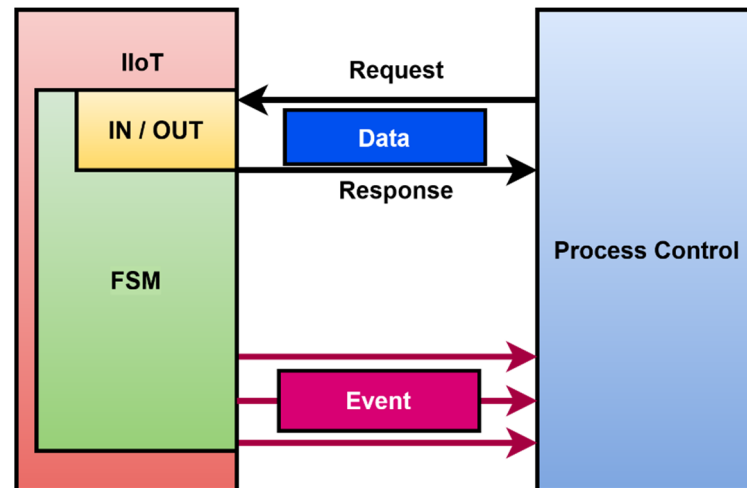 IIoT
Request
IN / OUT
Data
Response
Process Control
FSM
Event